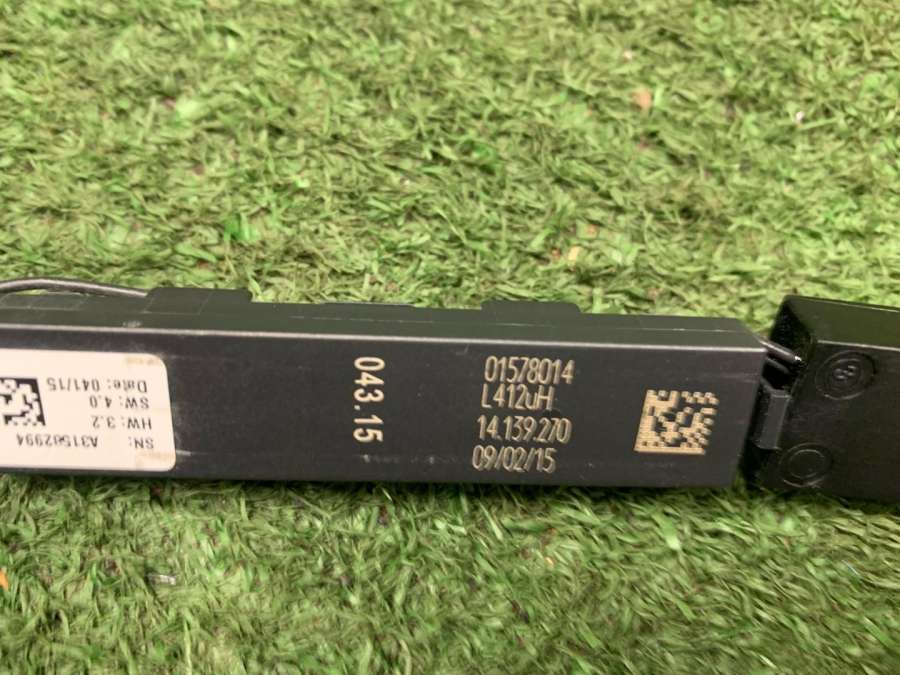 SN:
A31582994
HW: 3.2
SW: 4.0
Date: 041/15
043.15
01578014
L412uH
14.139.270
09/02/15